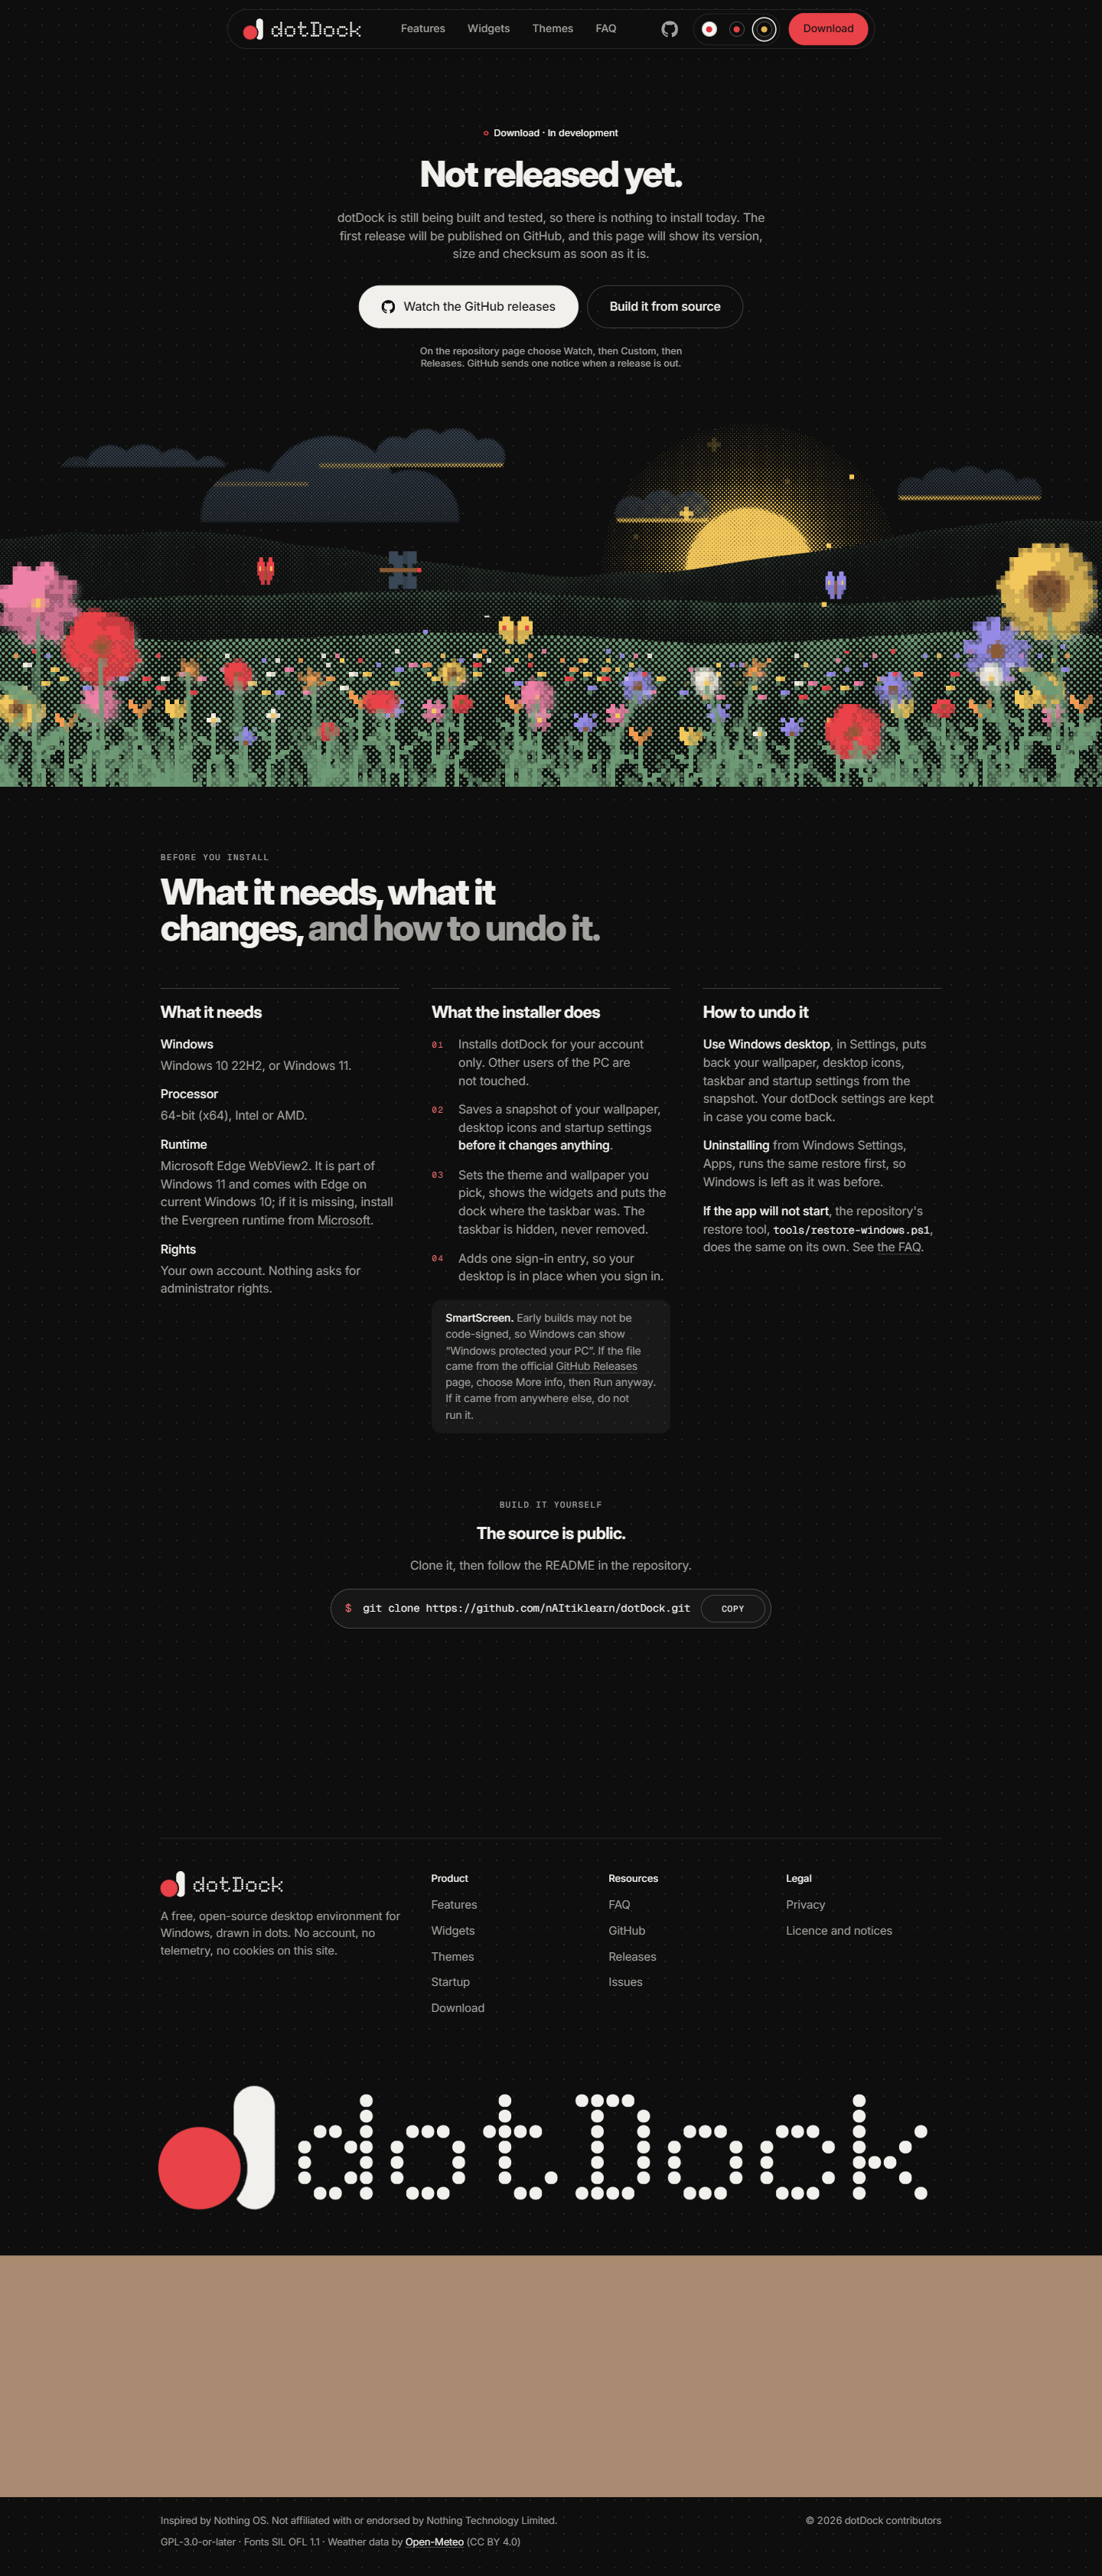 dotDock Features Widgets Themes FAQ Download
Download · In development
Not released yet.
dotDock is still being built and tested, so there is nothing to install today. The
first release will be published on GitHub, and this page will show its version,
size and checksum as soon as it is.
Watch the GitHub releases Build it from source
On the repository page choose Watch, then Custom, then
Releases. GitHub sends one notice when a release is out.
BEFORE YOU INSTALL
What it needs, what it
changes, and how to undo it.
What it needs
Windows
Windows 10 22H2, or Windows 11.
Processor
64-bit (x64), Intel or AMD.
Runtime
Microsoft Edge WebView2. It is part of
Windows 11 and comes with Edge on
current Windows 10; if it is missing, install
the Evergreen runtime from Microsoft.
Rights
Your own account. Nothing asks for
administrator rights.
What the installer does
01 Installs dotDock for your account
only. Other users of the PC are
not touched.
02 Saves a snapshot of your wallpaper,
desktop icons and startup settings
before it changes anything.
03 Sets the theme and wallpaper you
pick, shows the widgets and puts the
dock where the taskbar was. The
taskbar is hidden, never removed.
04 Adds one sign-in entry, so your
desktop is in place when you sign in.
SmartScreen. Early builds may not be
code-signed, so Windows can show
“Windows protected your PC”. If the file
came from the official GitHub Releases
page, choose More info, then Run anyway.
If it came from anywhere else, do not
run it.
How to undo it
Use Windows desktop, in Settings, puts
back your wallpaper, desktop icons,
taskbar and startup settings from the
snapshot. Your dotDock settings are kept
in case you come back.
Uninstalling from Windows Settings,
Apps, runs the same restore first, so
Windows is left as it was before.
If the app will not start, the repository's
restore tool, tools/restore-windows.ps1,
does the same on its own. See the FAQ.
BUILD IT YOURSELF
The source is public.
Clone it, then follow the README in the repository.
$ git clone https://github.com/nAItiklearn/dotDock.git COPY
dotDock
A free, open-source desktop environment for
Windows, drawn in dots. No account, no
telemetry, no cookies on this site.
Product
Features
Widgets
Themes
Startup
Download
Resources
FAQ
GitHub
Releases
Issues
Legal
Privacy
Licence and notices
dotDock
Inspired by Nothing OS. Not affiliated with or endorsed by Nothing Technology Limited. © 2026 dotDock contributors
GPL-3.0-or-later · Fonts SIL OFL 1.1 · Weather data by Open-Meteo (CC BY 4.0)